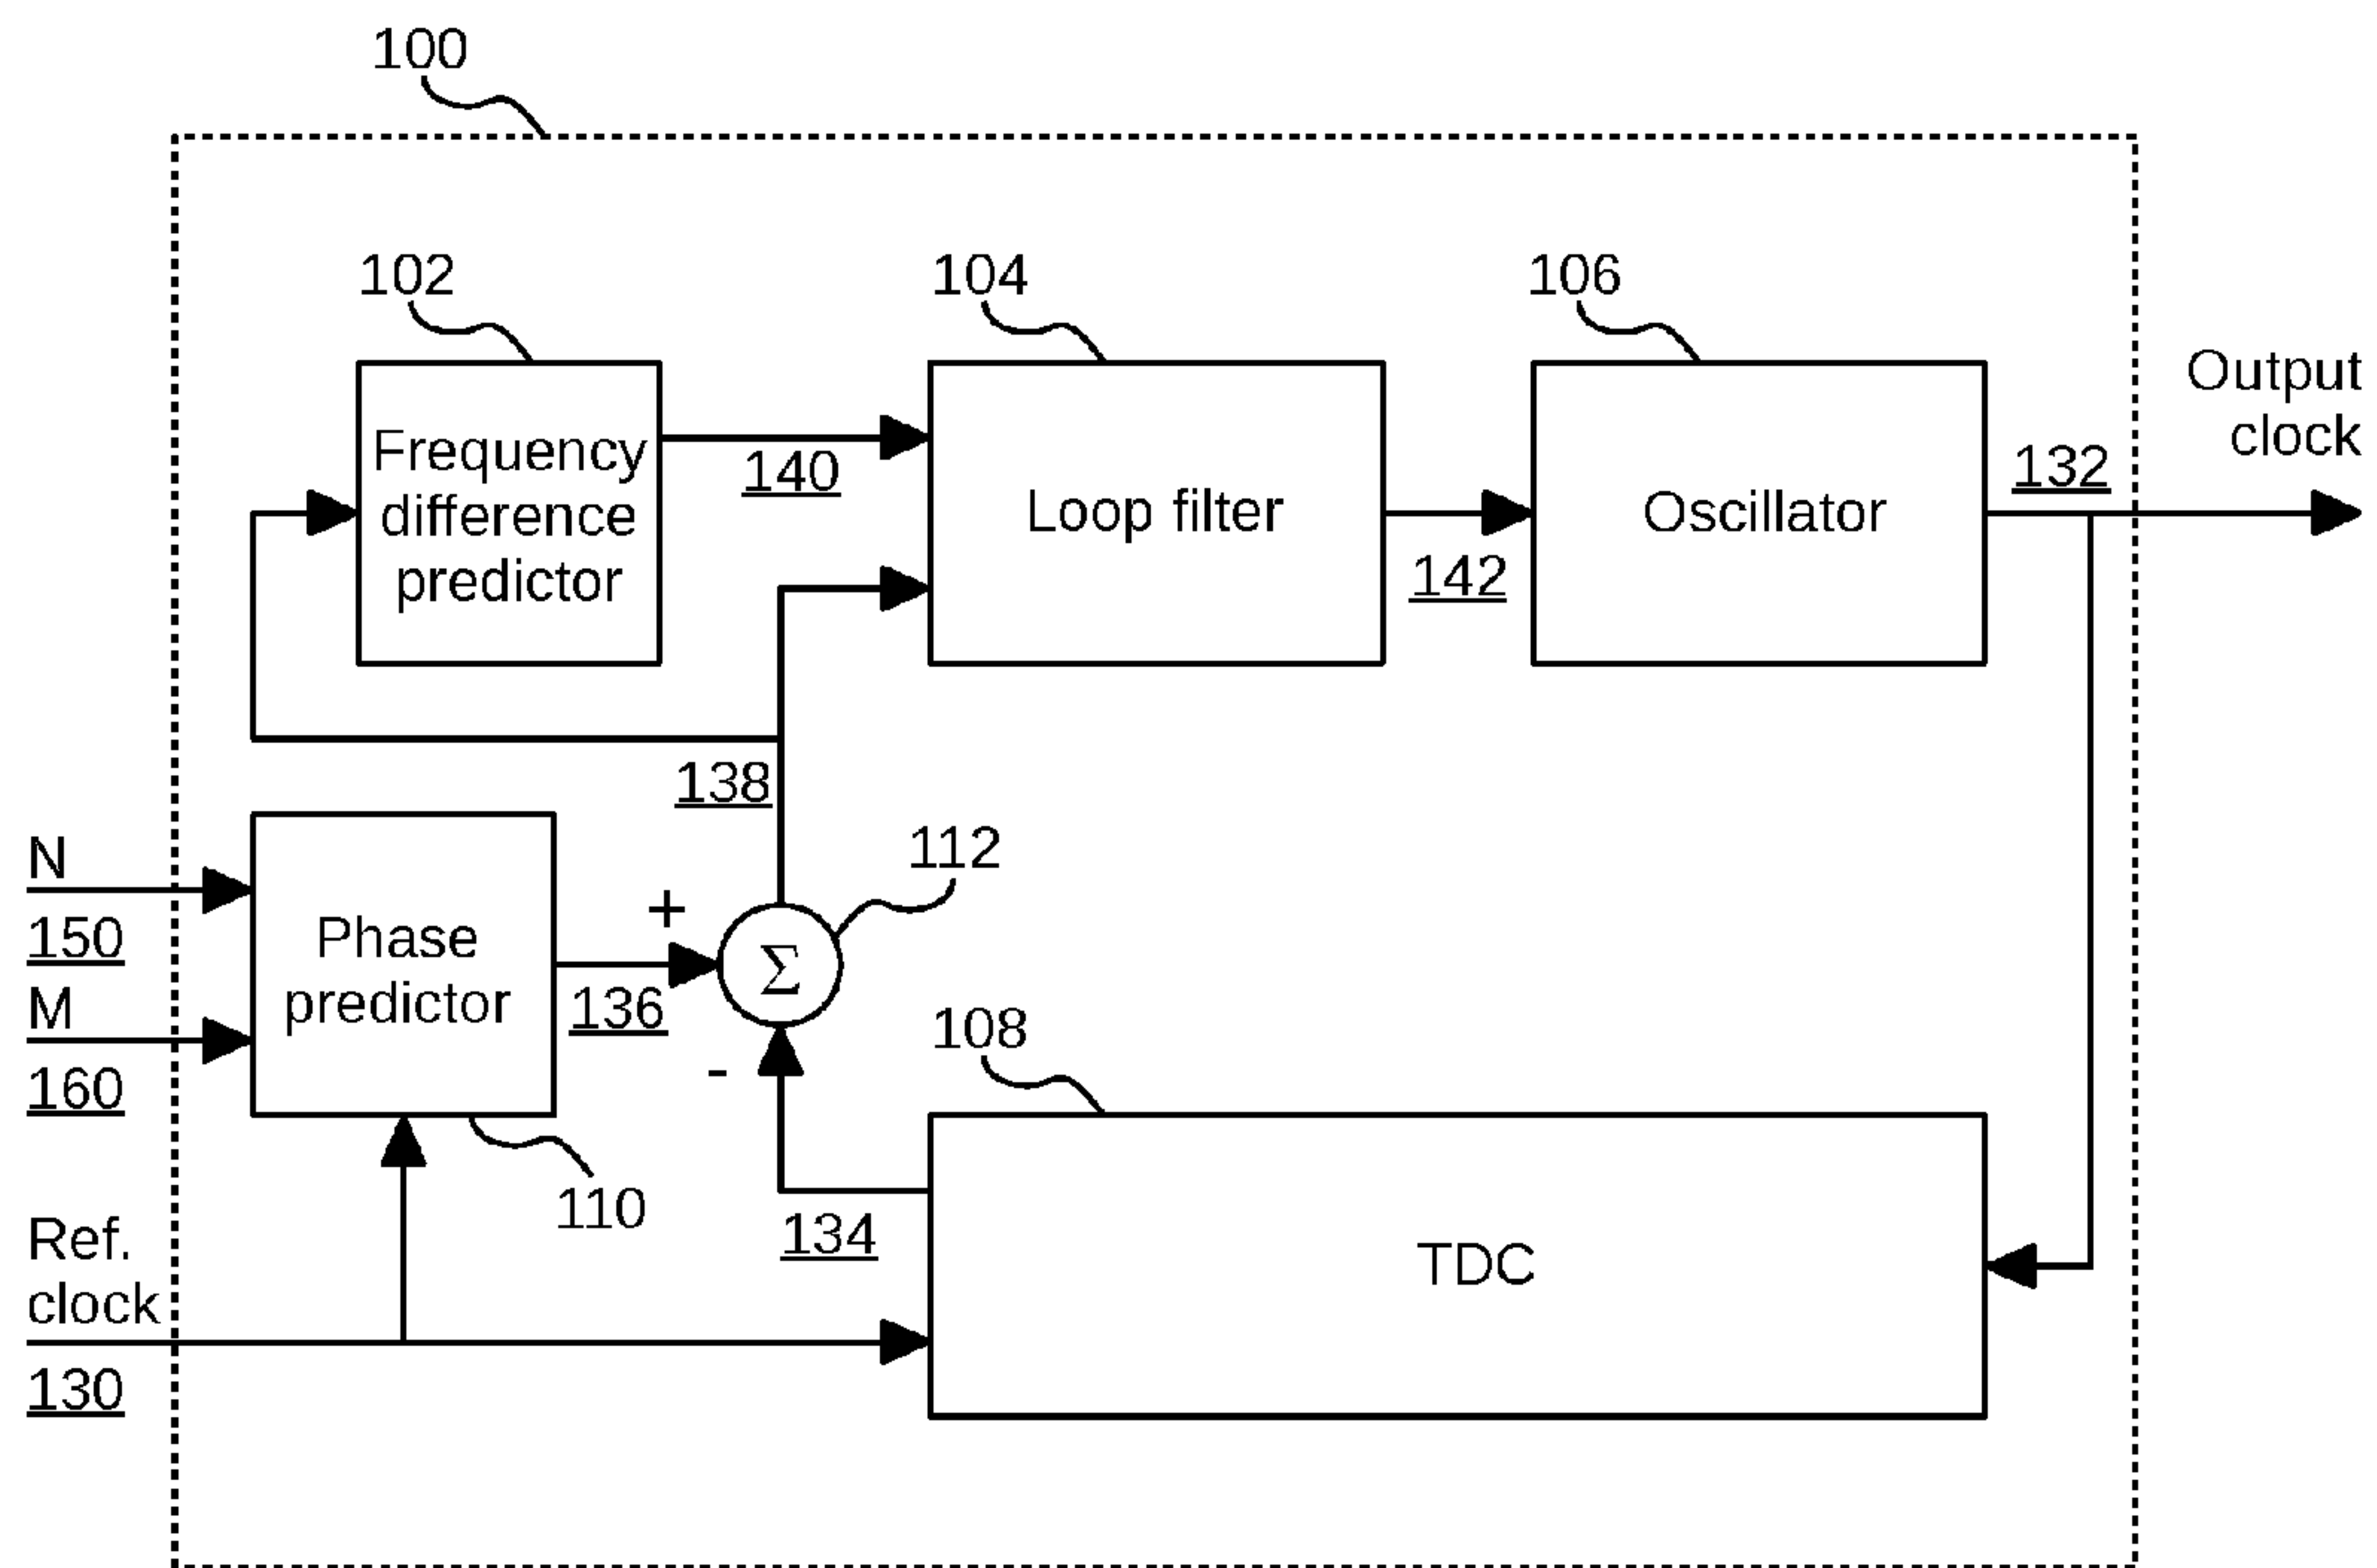 100
102
104
106
Output
clock
132
Frequency
difference
predictor
140
Loop filter
142
Oscillator
138
112
N
150
M
160
Phase
predictor
+
136
Σ
-
108
110
134
TDC
Ref.
clock
130